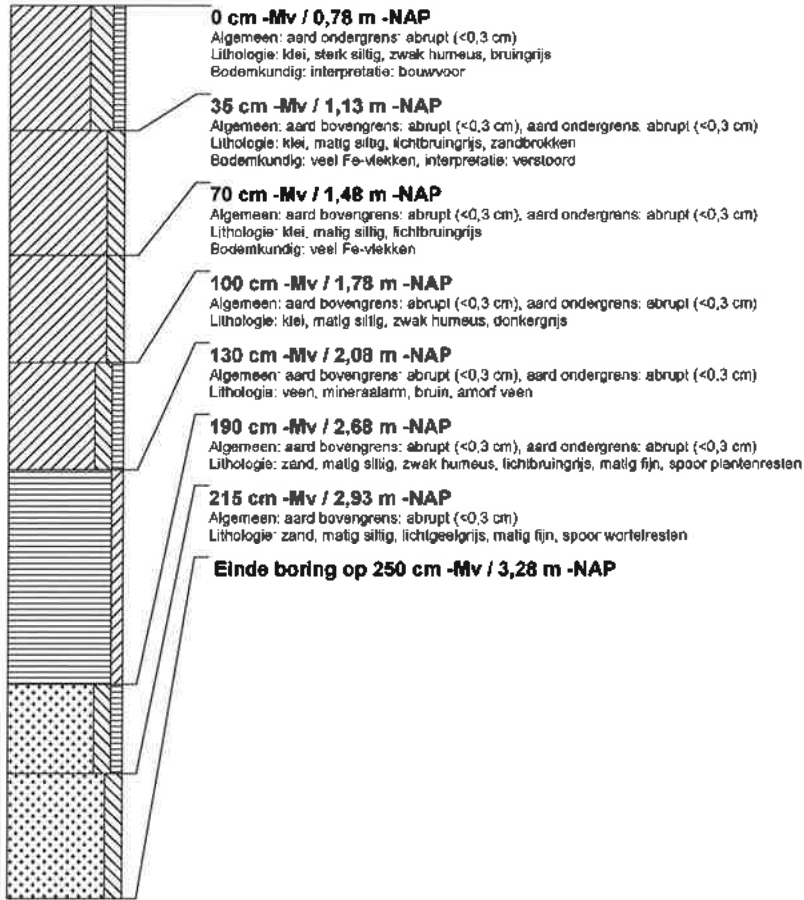 0 cm -Mv / 0,78 m -NAP
Algemeen: aard ondergrens: abrupt (<0,3 cm)
Lithologie: klei, sterk siltig, zwak humeus, bruingrijs
Bodemkundig: interpretatie: bouwvoor
35 cm -Mv / 1,13 m -NAP
Algemeen: aard bovengrens: abrupt (<0,3 cm), aard ondergrens: abrupt (<0,3 cm)
Lithologie: klei, matig siltig, lichtbruingrijs, zandbrokken
Bodemkundig: veel Fe-vlekken, interpretatie: verstoord
70 cm -Mv / 1,48 m -NAP
Algemeen: aard bovengrens: abrupt (<0,3 cm), aard ondergrens: abrupt (<0,3 cm)
Lithologie: klei, matig siltig, lichtbruingrijs
Bodemkundig: veel Fe-vlekken
100 cm -Mv / 1,78 m -NAP
Algemeen: aard bovengrens: abrupt (<0,3 cm), aard ondergrens: abrupt (<0,3 cm)
Lithologie: klei, matig siltig, zwak humeus, donkergrijs
130 cm -Mv / 2,08 m -NAP
Algemeen: aard bovengrens: abrupt (<0,3 cm), aard ondergrens: abrupt (<0,3 cm)
Lithologie: veen, mineraalarm, bruin, amorf veen
190 cm -Mv / 2,68 m -NAP
Algemeen: aard bovengrens: abrupt (<0,3 cm), aard ondergrens: abrupt (<0,3 cm)
Lithologie: zand, matig siltig, zwak humeus, lichtbruingrijs, matig fijn, spoor plantenresten
215 cm -Mv / 2,93 m -NAP
Algemeen: aard bovengrens: abrupt (<0,3 cm)
Lithologie: zand, matig siltig, lichtgeelgrijs, matig fijn, spoor wortelresten
Einde boring op 250 cm -Mv / 3,28 m -NAP